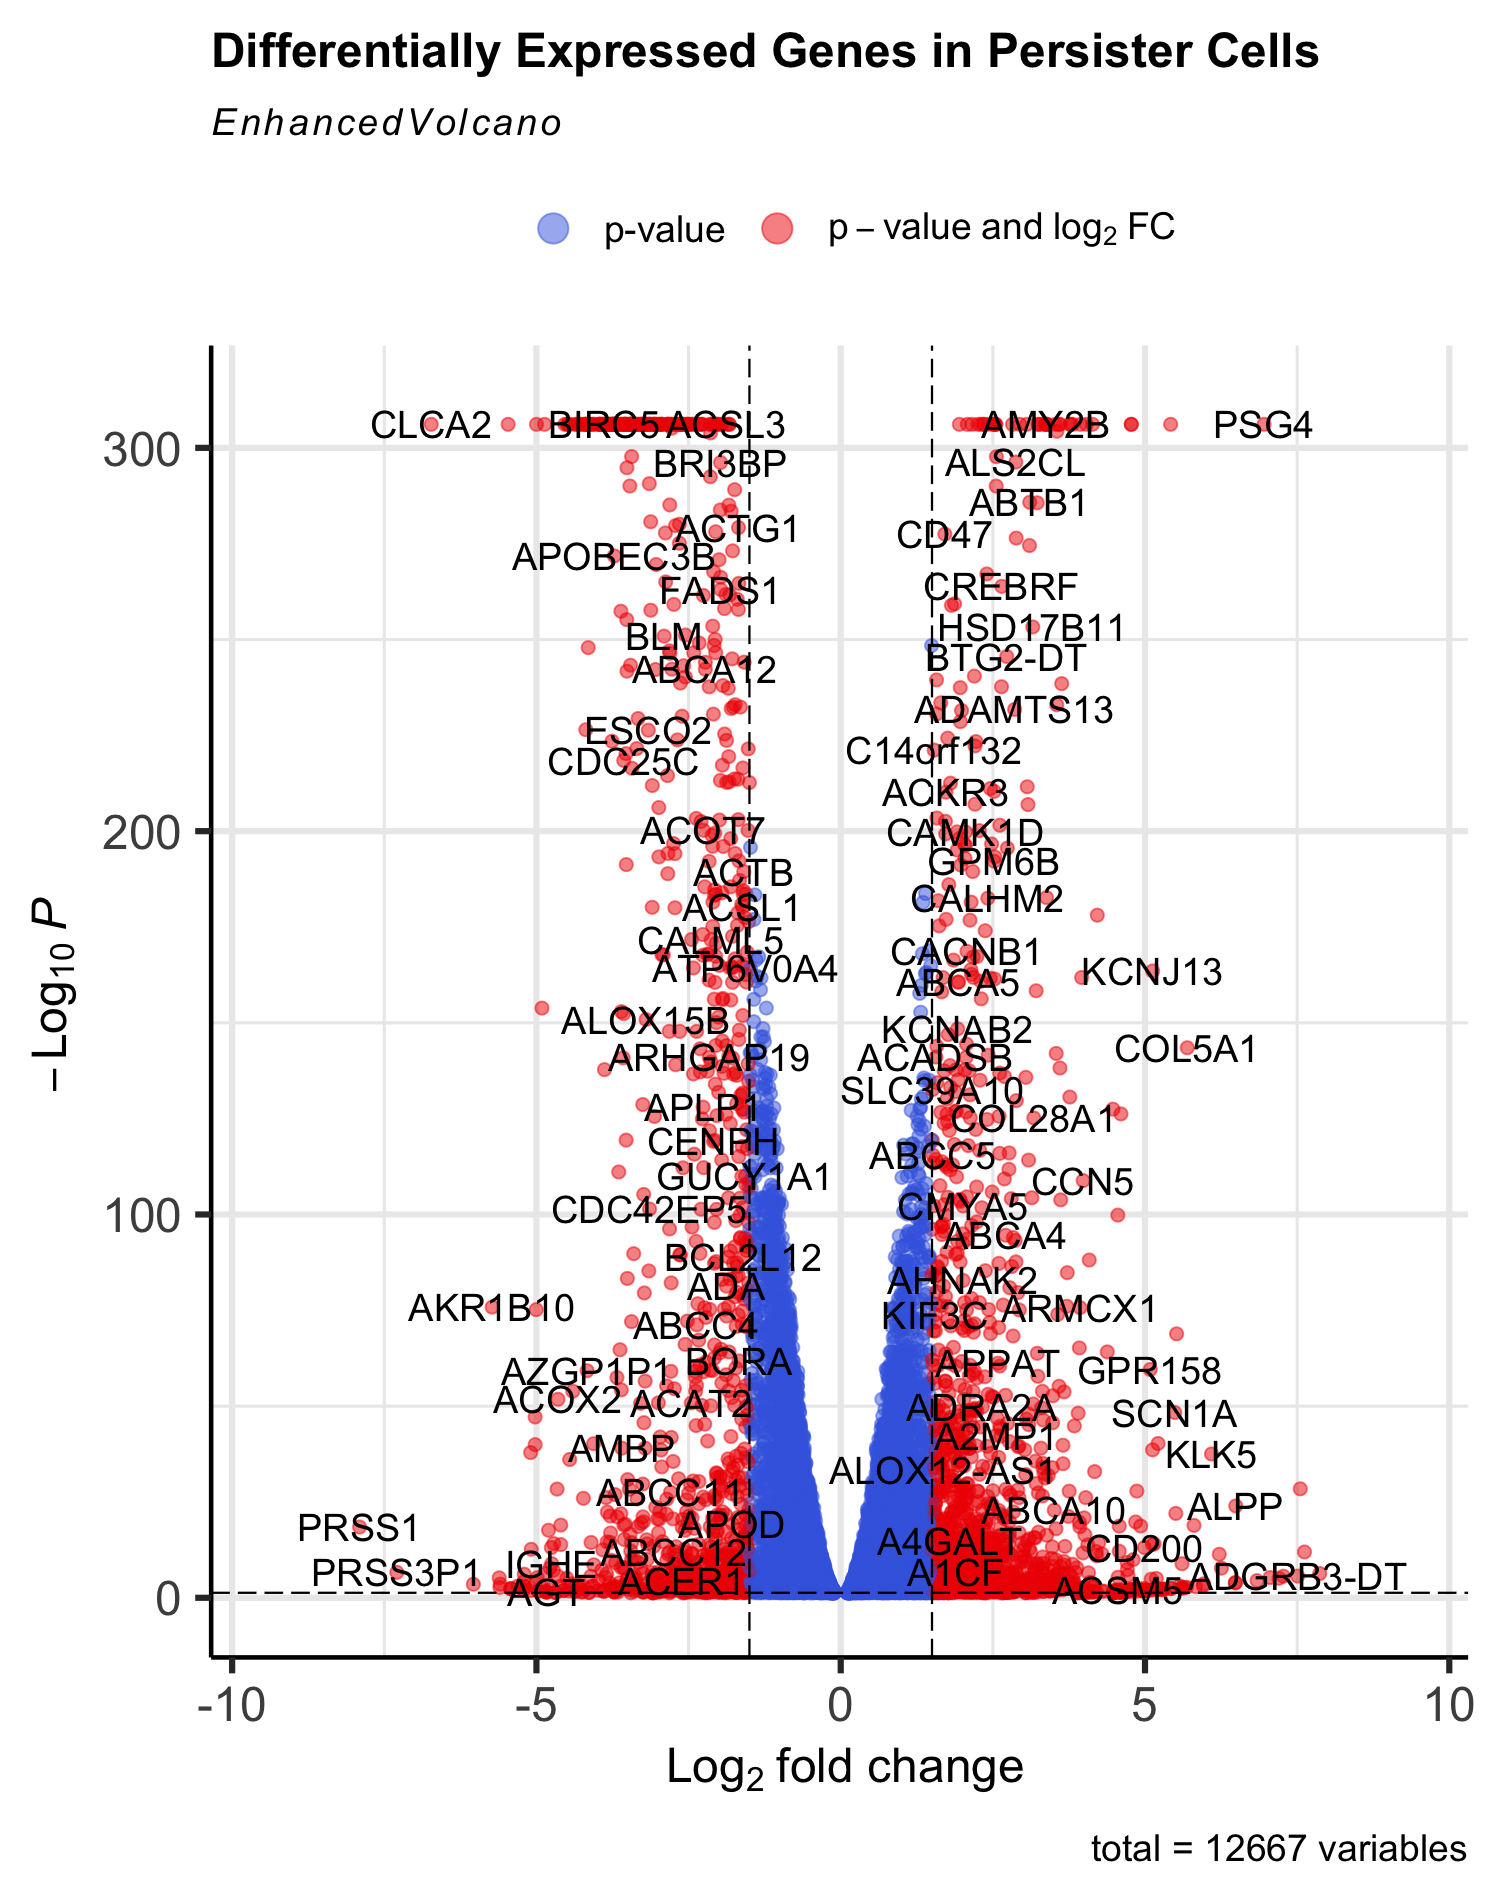 Differentially Expressed Genes in Persister Cells
EnhancedVolcano
p-value p − value and log2 FC
CLCA2 BIRC5 ACSL3 AMY2B PSG4
300
BRI3BP ALS2CL
ABTB1
ACTG1 CD47
APOBEC3B
FADS1 CREBRF
BLM HSD17B11
ABCA12 BTG2-DT
ADAMTS13
ESCO2
CDC25C C14orf132
ACKR3
200 ACOT7 CAMK1D
ACTB GPM6B
ACSL1 CALHM2
CALML5 CACNB1
ATP6V0A4 ABCA5 KCNJ13
ALOX15B KCNAB2
ARHGAP19 ACADSB COL5A1
SLC39A10
APLP1 COL28A1
CENPH ABCC5
GUCY1A1 CCN5
100 CDC42EP5 CMYA5
ABCA4
BCL2L12
ADA AHNAK2
AKR1B10 ARMCX1
ABCC4 KIF3C
AZGP1P1 BORA APPAT GPR158
ACOX2 ACAT2 ADRA2A SCN1A
AMBP A2MP1 KLK5
ABCC11 ALOX12-AS1
ABCA10 ALPP
PRSS1 APOD
ABCC12 A4GALT CD200
PRSS3P1 IGHE ACER1 A1CF ADGRB3-DT
0 AGT ACSM5
−Log10 P
-10 -5 0 5 10
Log2 fold change
total = 12667 variables